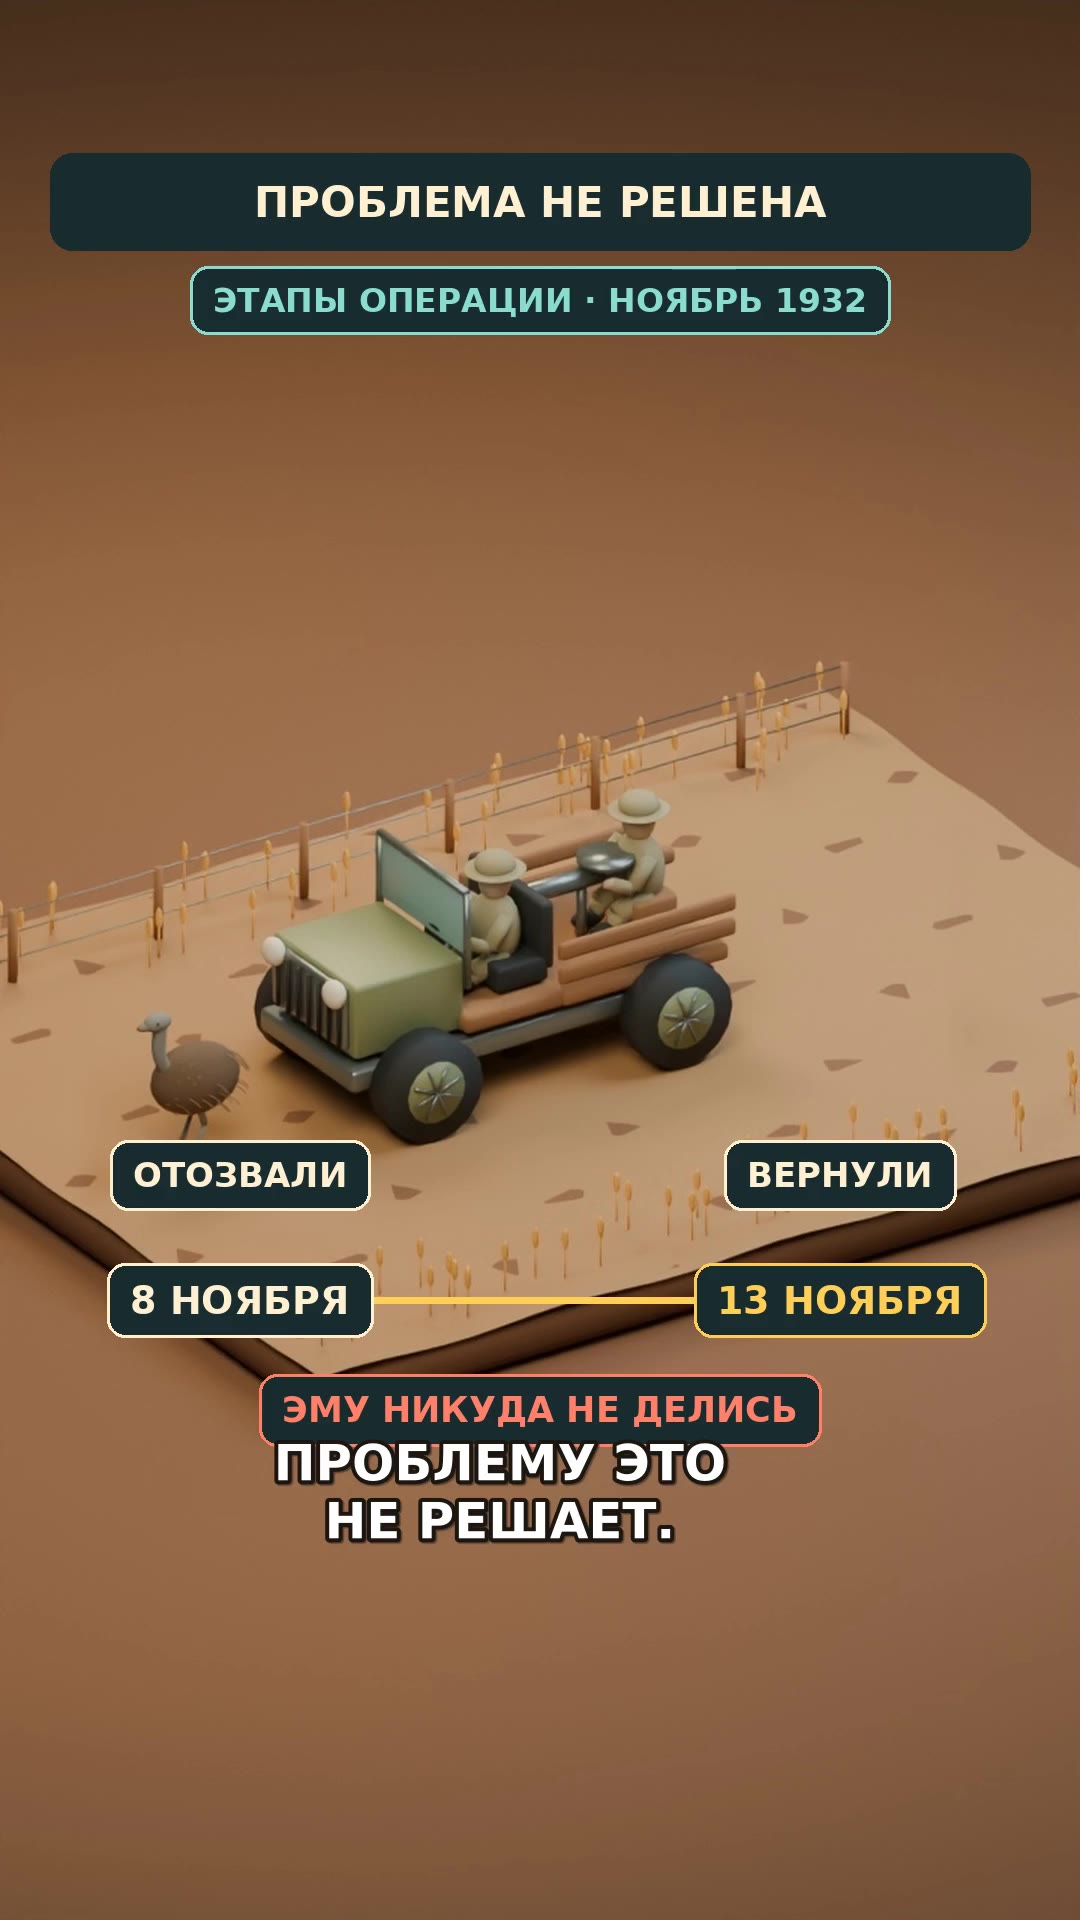 ПРОБЛЕМА НЕ РЕШЕНА
ЭТАПЫ ОПЕРАЦИИ · НОЯБРЬ 1932
ОТОЗВАЛИ
ВЕРНУЛИ
8 НОЯБРЯ
13 НОЯБРЯ
ЭМУ НИКУДА НЕ ДЕЛИСЬ
ПРОБЛЕМУ ЭТО
НЕ РЕШАЕТ.